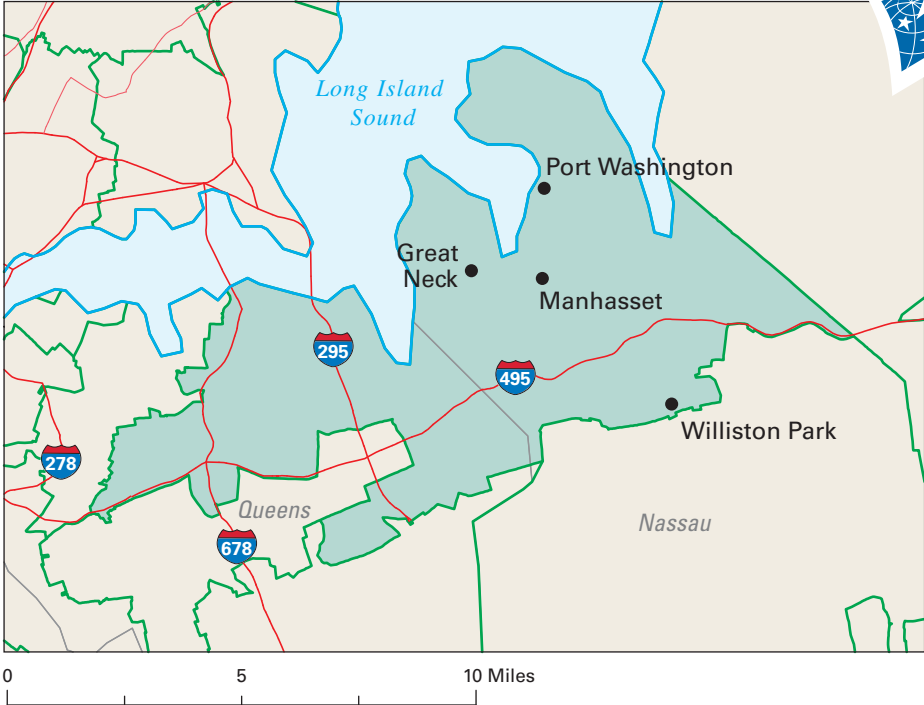 Long Island
Sound
Port Washington
Great
Neck
Manhasset
295
495
Williston Park
278
Queens
Nassau
678
0 5 10 Miles